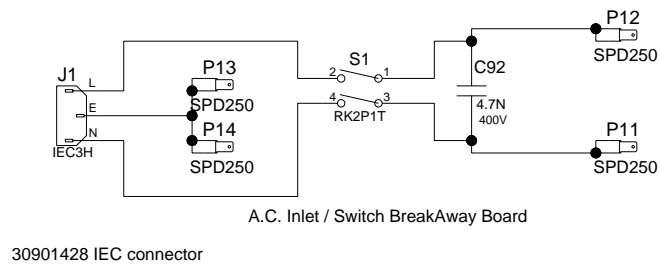 P12
SPD250
S1
2
1
4
3
RK2P1T
C92
4.7N
400V
J1
L
E
N
IEC3H
P13
SPD250
P14
SPD250
P11
SPD250
A.C. Inlet / Switch BreakAway Board
30901428 IEC connector